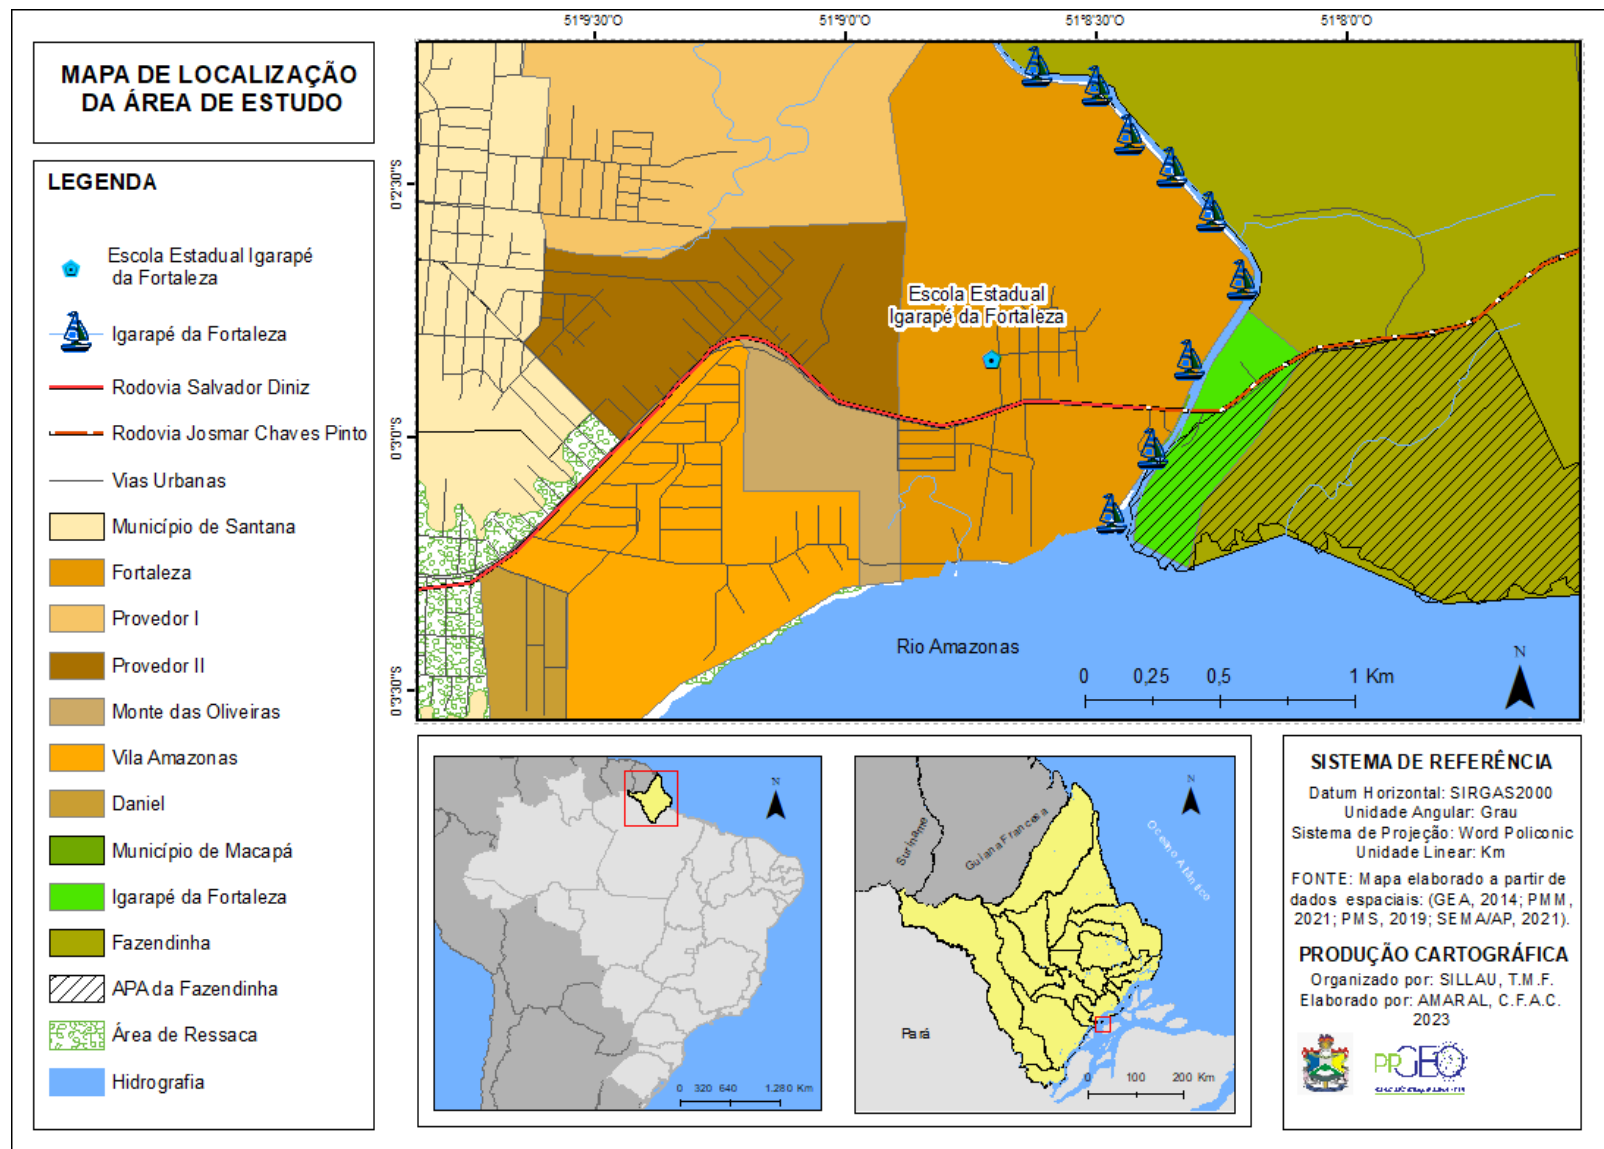 51°9'30"O
51°9'0"O
51°8'30"O
51°8'0"O
MAPA DE LOCALIZAÇÃO
DA ÁREA DE ESTUDO
LEGENDA
Escola Estadual Igarapé
da Fortaleza
Igarapé da Fortaleza
Rodovia Salvador Diniz
Rodovia Josmar Chaves Pinto
Vias Urbanas
Município de Santana
Fortaleza
Provedor I
Provedor II
Monte das Oliveiras
Vila Amazonas
Daniel
Município de Macapá
Igarapé da Fortaleza
Fazendinha
APA da Fazendinha
Área de Ressaca
Hidrografia
0°2'30"S
0°3'0"S
0°3'30"S
Escola Estadual
Igarapé da Fortaleza
Rio Amazonas
0 0,25 0,5 1 Km
N
N
0 320 640 1.280 Km
N
Suriname
Guiana Francesa
Oceano Atlântico
Pará
0 100 200 Km
SISTEMA DE REFERÊNCIA
Datum Horizontal: SIRGAS2000
Unidade Angular: Grau
Sistema de Projeção: Word Policonic
Unidade Linear: Km
FONTE: Mapa elaborado a partir de
dados espaciais: (GEA, 2014; PMM,
2021; PMS, 2019; SEMA/AP, 2021).
PRODUÇÃO CARTOGRÁFICA
Organizado por: SILLAU, T.M.F.
Elaborado por: AMARAL, C.F.A.C.
2023
PPGEO